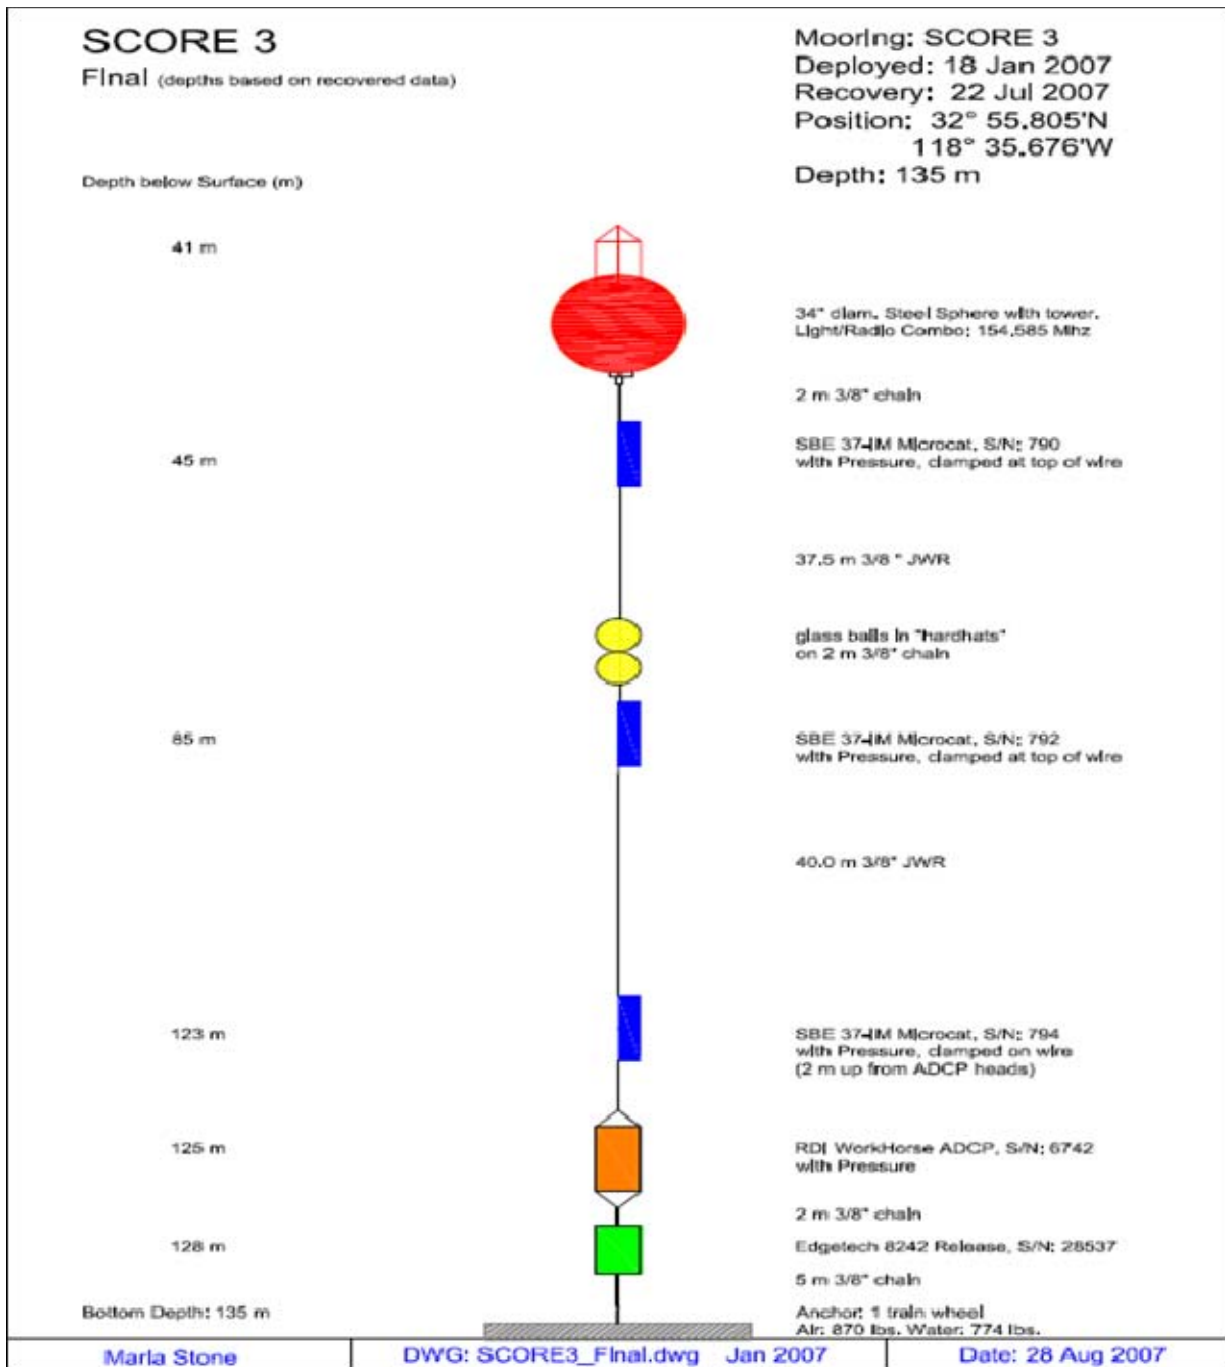 SCORE 3
Final (depths based on recovered data)
Mooring: SCORE 3
Deployed: 18 Jan 2007
Recovery: 22 Jul 2007
Position: 32° 55.805'N
118° 35.676'W
Depth: 135 m
Depth below Surface (m)
41 m
34" diam. Steel Sphere with tower.
Light/Radio Combo: 154.585 Mhz
2 m 3/8" chain
45 m
SBE 37-IM Microcat, S/N: 790
with Pressure, clamped at top of wire
37.5 m 3/8 " JWR
glass balls in "hardhats"
on 2 m 3/8" chain
85 m
SBE 37-IM Microcat, S/N: 792
with Pressure, clamped at top of wire
40.0 m 3/8" JWR
123 m
SBE 37-IM Microcat, S/N: 794
with Pressure, clamped on wire
(2 m up from ADCP heads)
125 m
RDI WorkHorse ADCP, S/N: 6742
with Pressure
2 m 3/8" chain
128 m
Edgetech 8242 Release, S/N: 28537
5 m 3/8" chain
Bottom Depth: 135 m
Anchor: 1 train wheel
Air: 870 lbs. Water: 774 lbs.
Marla Stone
DWG: SCORE3_Final.dwg Jan 2007
Date: 28 Aug 2007